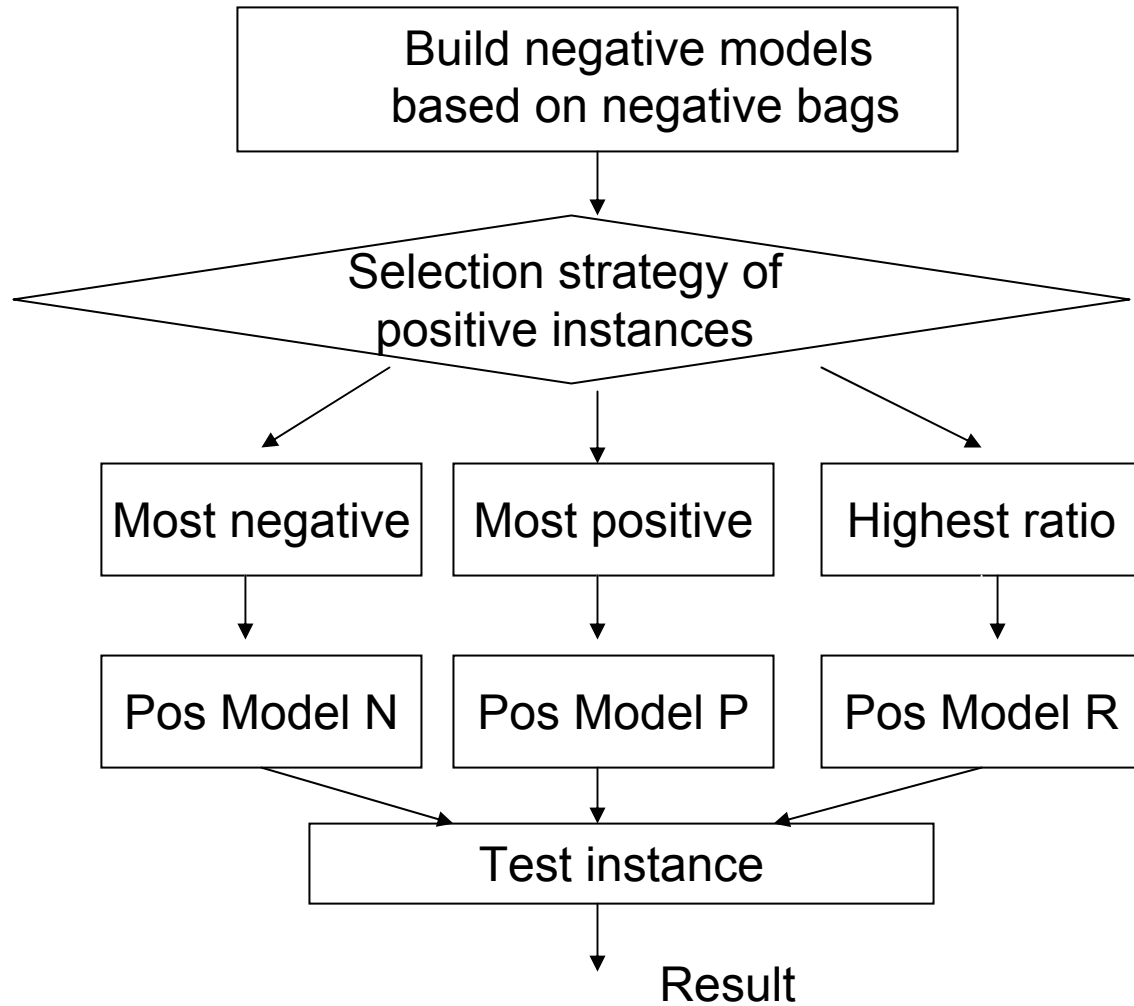 Build negative models
based on negative bags
Selection strategy of
positive instances
Most negative
Most positive
Highest ratio
Pos Model N
Pos Model P
Pos Model R
Test instance
Result